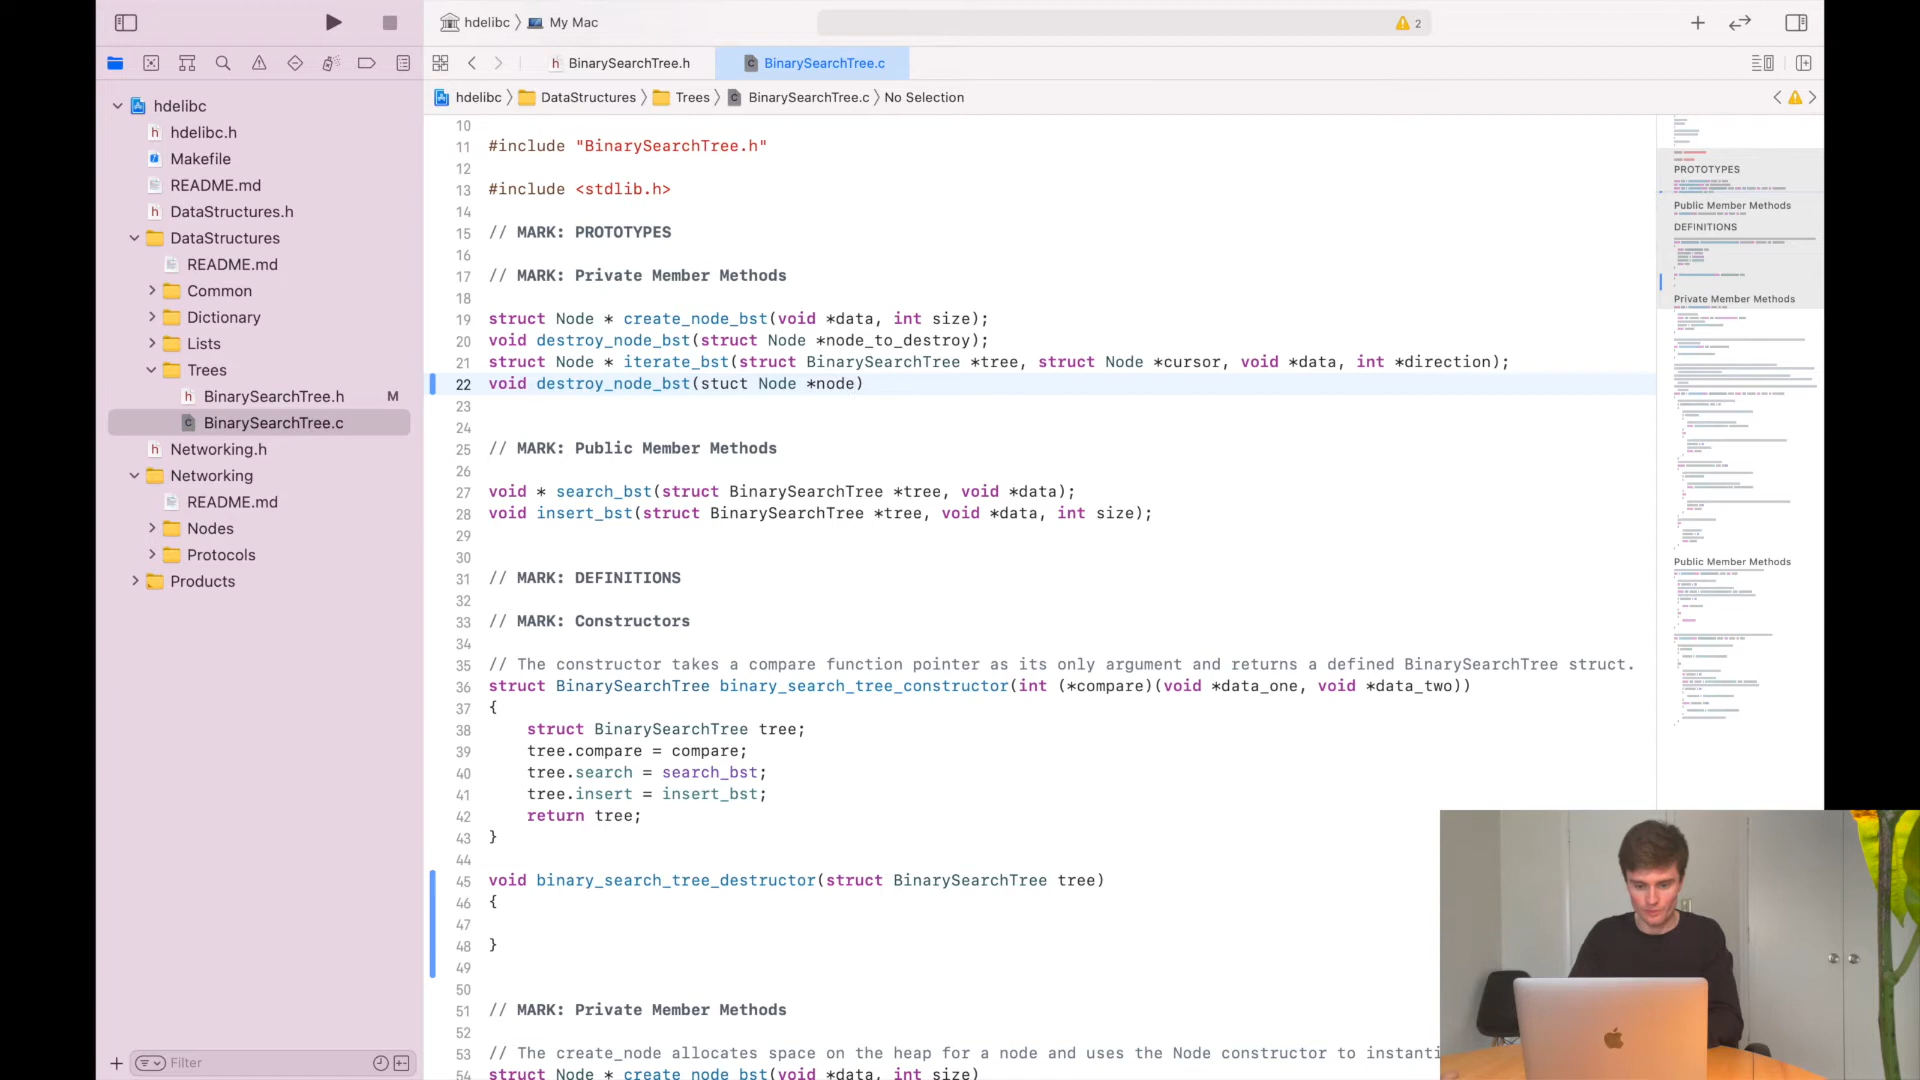 hdelibc 〉 My Mac
2
BinarySearchTree.h
BinarySearchTree.c
hdelibc 〉 DataStructures 〉 Trees 〉 BinarySearchTree.c 〉 No Selection
hdelibc
hdelibc.h
Makefile
README.md
DataStructures.h
DataStructures
README.md
Common
Dictionary
Lists
Trees
BinarySearchTree.h M
BinarySearchTree.c
Networking.h
Networking
README.md
Nodes
Protocols
Products
Filter
10
11 #include "BinarySearchTree.h"
12
13 #include <stdlib.h>
14
15 // MARK: PROTOTYPES
16
17 // MARK: Private Member Methods
18
19 struct Node * create_node_bst(void *data, int size);
20 void destroy_node_bst(struct Node *node_to_destroy);
21 struct Node * iterate_bst(struct BinarySearchTree *tree, struct Node *cursor, void *data, int *direction);
22 void destroy_node_bst(stuct Node *node)
23
24
25 // MARK: Public Member Methods
26
27 void * search_bst(struct BinarySearchTree *tree, void *data);
28 void insert_bst(struct BinarySearchTree *tree, void *data, int size);
29
30
31 // MARK: DEFINITIONS
32
33 // MARK: Constructors
34
35 // The constructor takes a compare function pointer as its only argument and returns a defined BinarySearchTree struct.
36 struct BinarySearchTree binary_search_tree_constructor(int (*compare)(void *data_one, void *data_two))
37 {
38 struct BinarySearchTree tree;
39 tree.compare = compare;
40 tree.search = search_bst;
41 tree.insert = insert_bst;
42 return tree;
43 }
44
45 void binary_search_tree_destructor(struct BinarySearchTree tree)
46 {
47
48 }
49
50
51 // MARK: Private Member Methods
52
53 // The create_node allocates space on the heap for a node and uses the Node constructor to instanti
54 struct Node * create_node_bst(void *data, int size)
PROTOTYPES
Public Member Methods
DEFINITIONS
Private Member Methods
Public Member Methods